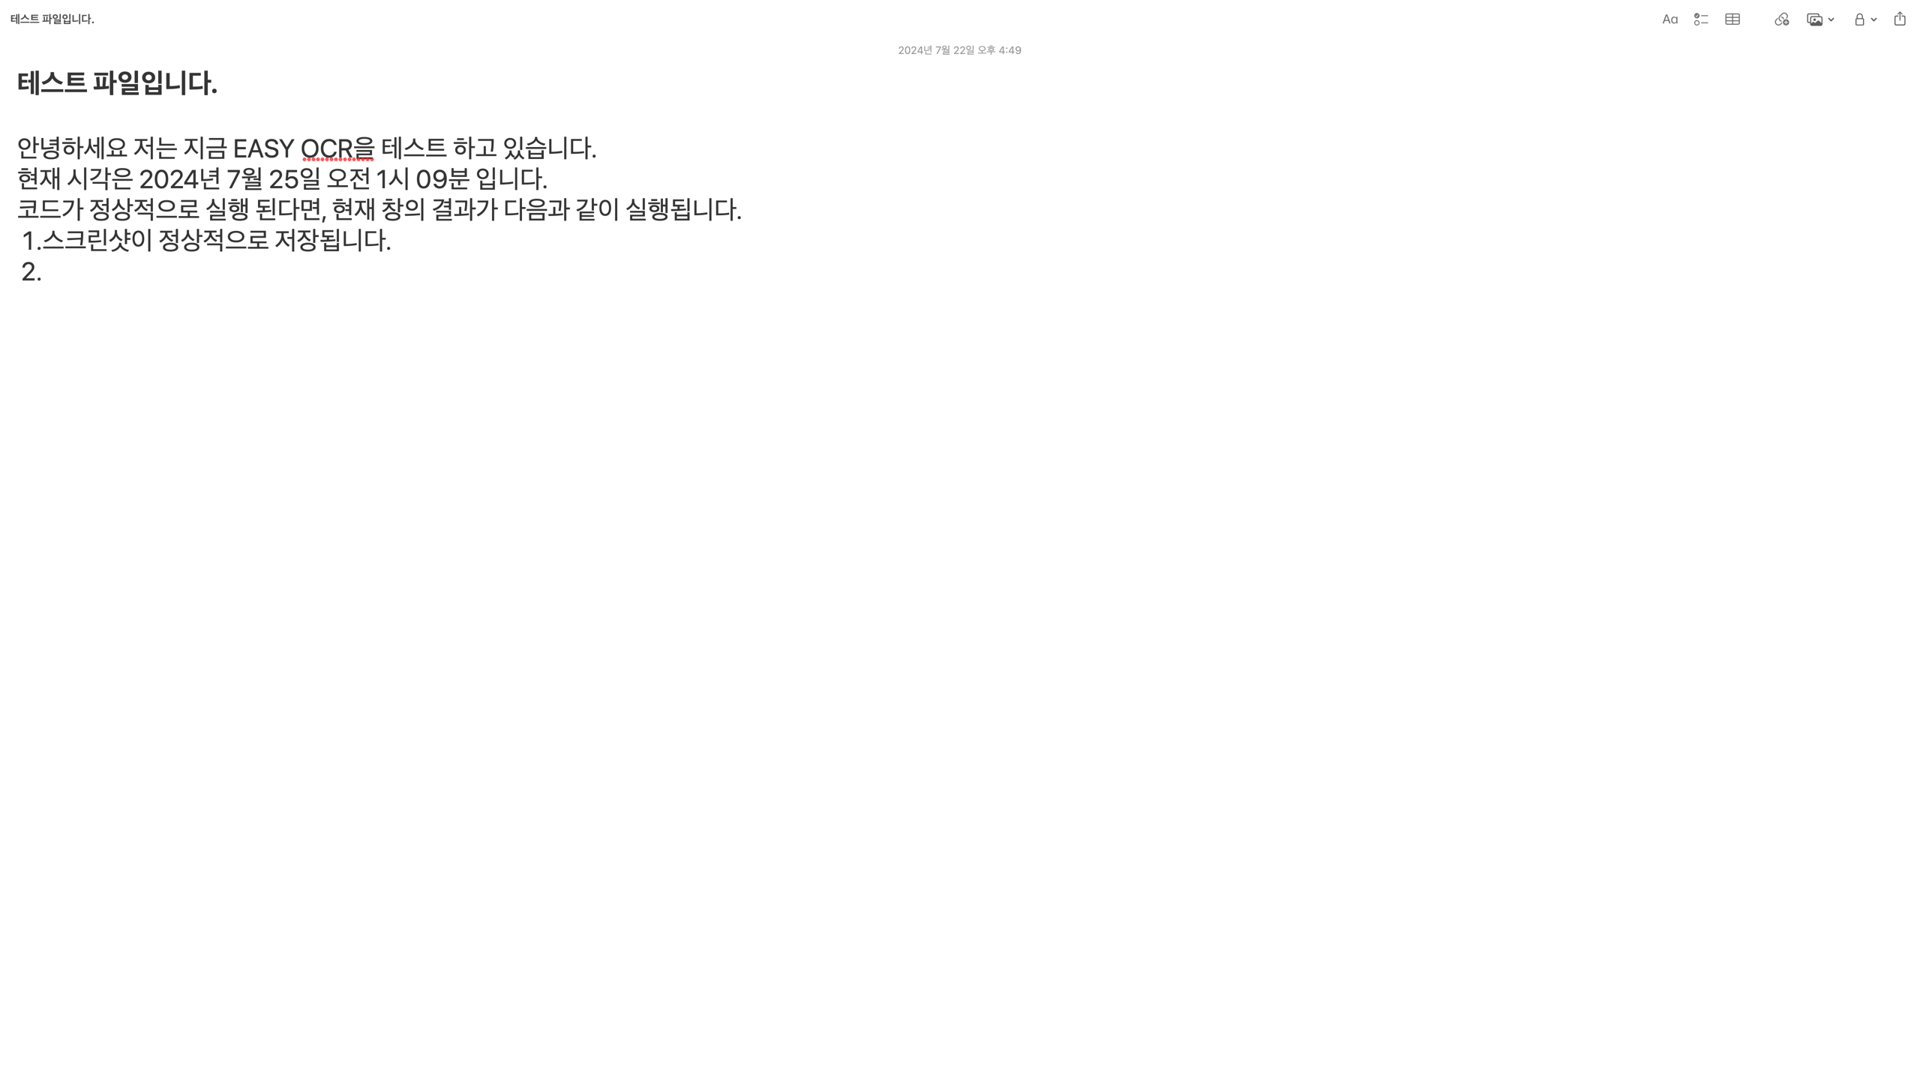 테스트 파일입니다.
Aa
2024년 7월 22일 오후 4:49
테스트 파일입니다.
안녕하세요 저는 지금 EASY OCR을 테스트 하고 있습니다.
현재 시각은 2024년 7월 25일 오전 1시 09분 입니다.
코드가 정상적으로 실행 된다면, 현재 창의 결과가 다음과 같이 실행됩니다.
1.스크린샷이 정상적으로 저장됩니다.
2.